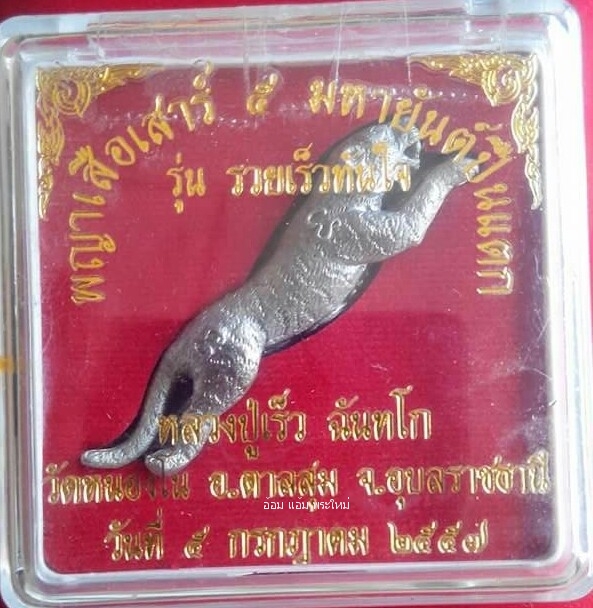 พญาเสือเสาร์ ๕ มหายันต์ปืนแตก
รุ่น รวยเร็วทันใจ
หลวงปู่เร็ว ฉันทโก
วัดหนองโน อ.ตาลสุม จ.อุบลราชธานี
อ้อม แอ๋ม พระใหม่
วันที่ ๕ กรกฎาคม ๒๕๕๗